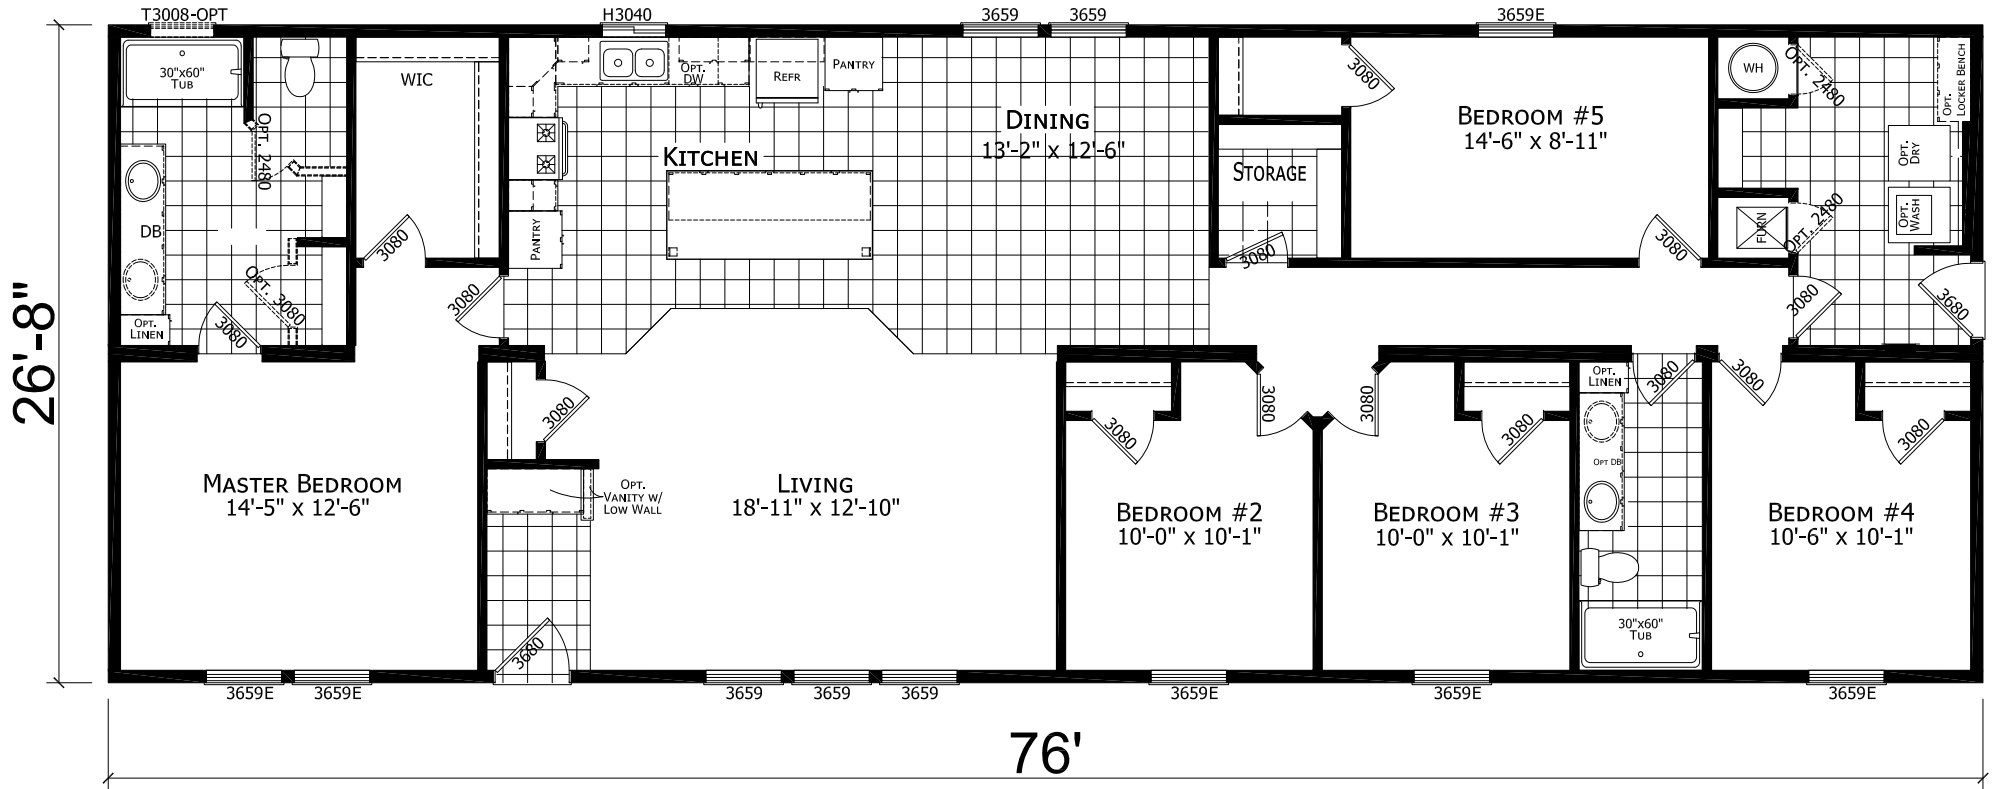 T3008-OPT
H3040
3659
3659
3659E
30"x60"
TUB
WIC
OPT.
DW
REFR
PANTRY
3080
WH
OPT. 2480
OPT.
LOCKER BENCH
OPT. 2480
KITCHEN
DINING
13'-2" x 12'-6"
BEDROOM #5
14'-6" x 8'-11"
STORAGE
OPT.
DRY
DB
3080
PANTRY
3080
3080
FURN
OPT. 2480
OPT.
WASH
OPT. 3080
3080
3080
3680
OPT.
LINEN
3080
26'-8"
3080
3080
3080
3080
3080
3080
OPT.
LINEN
3080
3080
3080
OPT DB
MASTER BEDROOM
14'-5" x 12'-6"
OPT.
VANITY W/
LOW WALL
LIVING
18'-11" x 12'-10"
BEDROOM #2
10'-0" x 10'-1"
BEDROOM #3
10'-0" x 10'-1"
BEDROOM #4
10'-6" x 10'-1"
30"x60"
TUB
3680
3659E
3659E
3659
3659
3659
3659E
3659E
3659E
76'